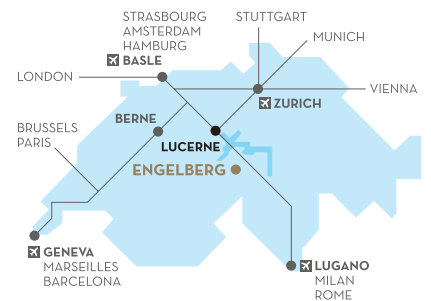 STRASBOURG
AMSTERDAM
HAMBURG
BASLE
STUTTGART
MUNICH
LONDON
VIENNA
ZURICH
BERNE
BRUSSELS
PARIS
LUCERNE
ENGELBERG
GENEVA
MARSEILLES
BARCELONA
LUGANO
MILAN
ROME